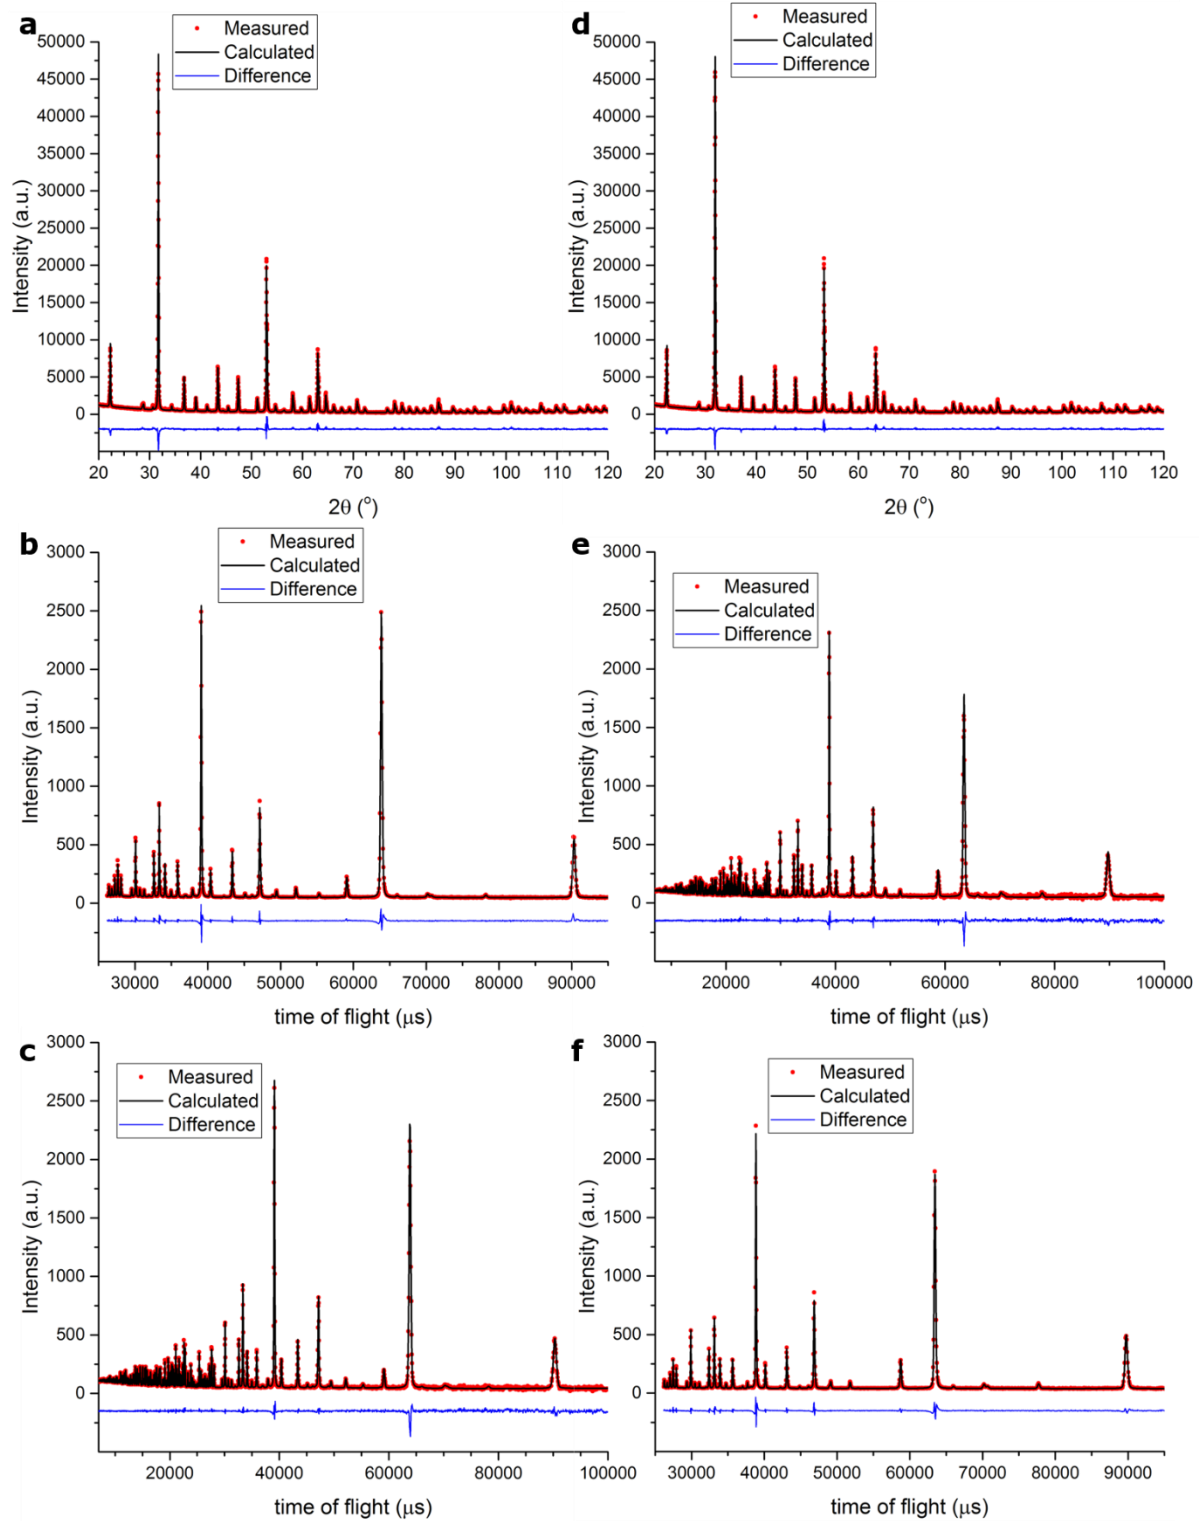 a
Measured
Calculated
Difference
50000
45000
40000
35000
30000
25000
20000
15000
10000
5000
0
Intensity (a.u.)
20 30 40 50 60 70 80 90 100 110 120
2θ (°)
d
Measured
Calculated
Difference
50000
45000
40000
35000
30000
25000
20000
15000
10000
5000
0
Intensity (a.u.)
20 30 40 50 60 70 80 90 100 110 120
2θ (°)
b
Measured
Calculated
Difference
3000
2500
2000
1500
1000
500
0
Intensity (a.u.)
30000 40000 50000 60000 70000 80000 90000
time of flight (μs)
e
Measured
Calculated
Difference
3000
2500
2000
1500
1000
500
0
Intensity (a.u.)
20000 40000 60000 80000 100000
time of flight (μs)
c
Measured
Calculated
Difference
3000
2500
2000
1500
1000
500
0
Intensity (a.u.)
20000 40000 60000 80000 100000
time of flight (μs)
f
Measured
Calculated
Difference
3000
2500
2000
1500
1000
500
0
Intensity (a.u.)
30000 40000 50000 60000 70000 80000 90000
time of flight (μs)